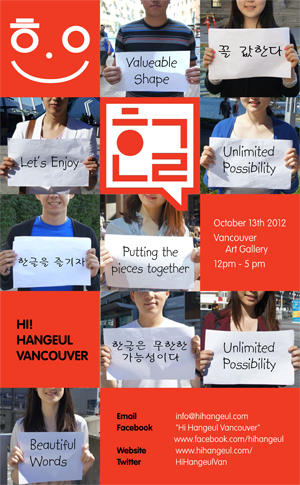 Valueable
Shape
꼴 값한다
Let's Enjoy
한글
Unlimited
Possibility
한글을 즐기자
Putting the
pieces together
October 13th 2012
Vancouver
Art Gallery
12pm - 5 pm
HI!
HANGEUL
VANCOUVER
한글은 무한한
가능성이다
Unlimited
Possibility
Beautiful
Words
Email info@hihangeul.com
Facebook "Hi Hangeul Vancouver"
www.facebook.com/hihangeul
Website www.hihangeul.com/
Twitter HiHangeulVan